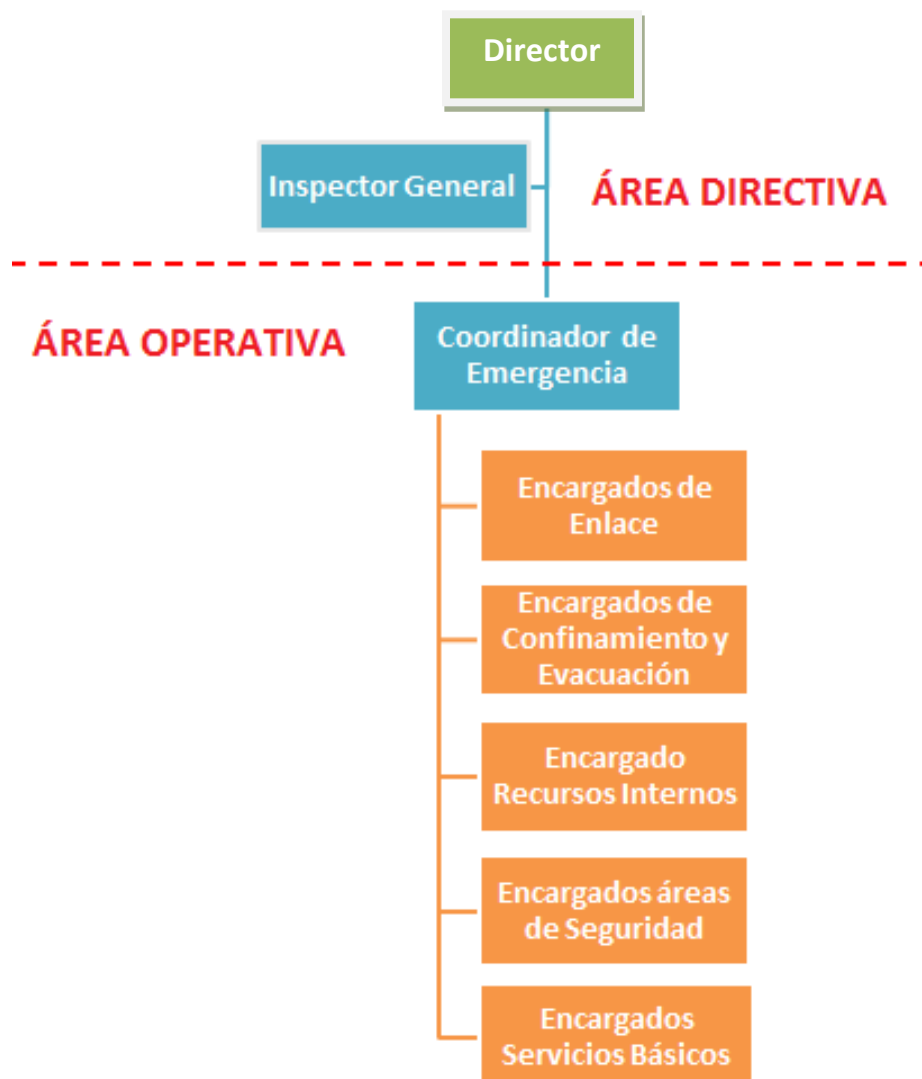 Director
Inspector General
ÁREA DIRECTIVA
ÁREA OPERATIVA
Coordinador de
Emergencia
Encargados de
Enlace
Encargados de
Confinamiento y
Evacuación
Encargado
Recursos Internos
Encargados áreas
de Seguridad
Encargados
Servicios Básicos